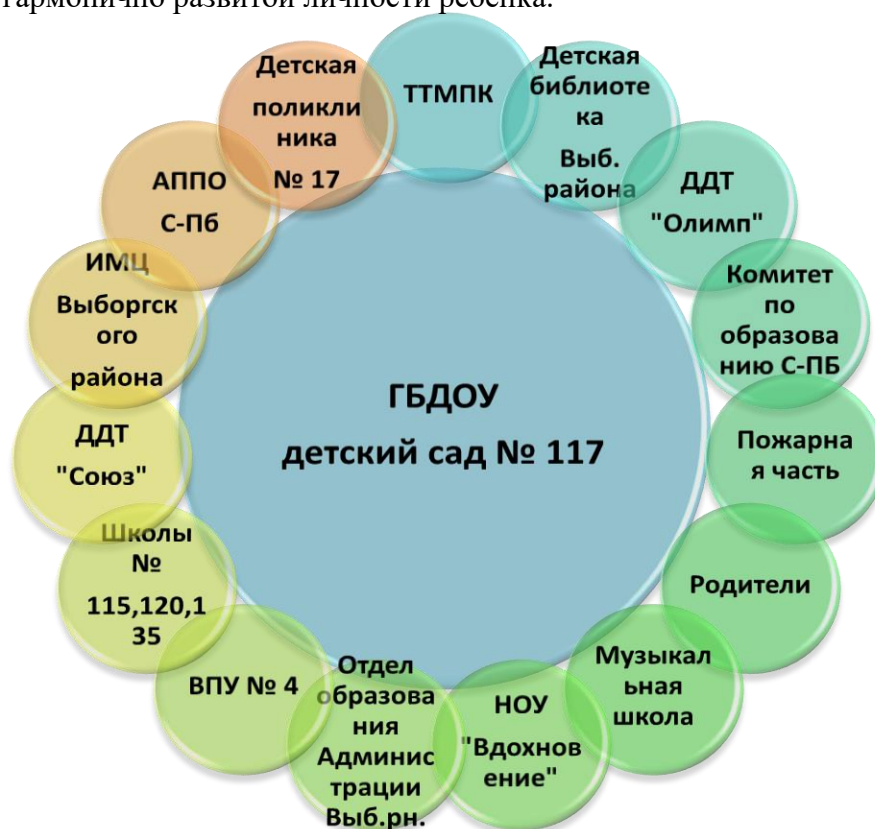 гармонично развитой личности ребенка.
ТТМПК
Детская
библиоте
ка
Выб.
района
ДДТ
"Олимп"
Комитет
по
образова
нию С-ПБ
Пожарна
я часть
Родители
Музыкал
ьная
школа
НОУ
"Вдохнов
ение"
Отдел
образова
ния
Админис
трации
Выб.рн.
ВПУ № 4
Школы
№
115,120,1
35
ДДТ
"Союз"
ИМЦ
Выборгск
ого
района
АППО
С-Пб
Детская
поликли
ника
№ 17
ГБДОУ
детский сад № 117